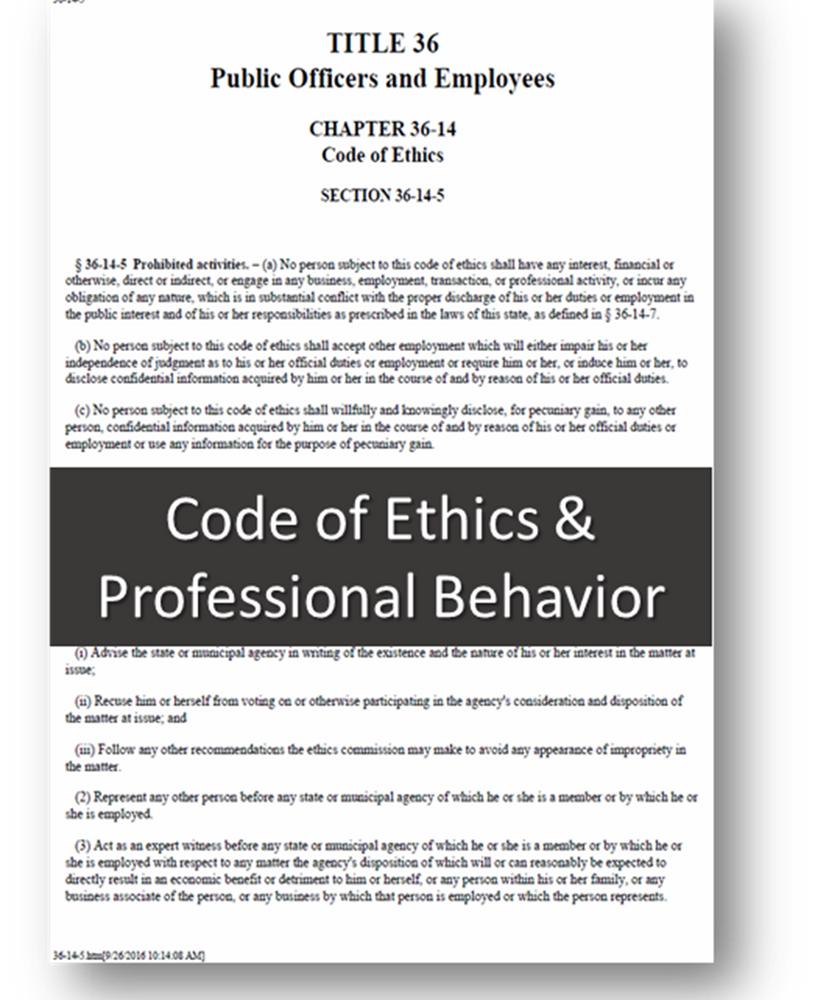 TITLE 36
Public Officers and Employees
CHAPTER 36-14
Code of Ethics
SECTION 36-14-5
§ 36-14-5 Prohibited activities. – (a) No person subject to this code of ethics shall have any interest, financial or
otherwise, direct or indirect, or engage in any business, employment, transaction, or professional activity, or incur any
obligation of any nature, which is in substantial conflict with the proper discharge of his or her duties or employment in
the public interest and of his or her responsibilities as prescribed in the laws of this state, as defined in § 36-14-7.
(b) No person subject to this code of ethics shall accept other employment which will either impair his or her
independence of judgment as to his or her official duties or employment or require him or her, or induce him or her, to
disclose confidential information acquired by him or her in the course of and by reason of his or her official duties.
(c) No person subject to this code of ethics shall willfully and knowingly disclose, for pecuniary gain, to any other
person, confidential information acquired by him or her in the course of and by reason of his or her official duties or
employment or use any information for the purpose of pecuniary gain.
Code of Ethics &
Professional Behavior
(i) Advise the state or municipal agency in writing of the existence and the nature of his or her interest in the matter at
issue;
(ii) Recuse him or herself from voting on or otherwise participating in the agency's consideration and disposition of
the matter at issue; and
(iii) Follow any other recommendations the ethics commission may make to avoid any appearance of impropriety in
the matter.
(2) Represent any other person before any state or municipal agency of which he or she is a member or by which he or
she is employed.
(3) Act as an expert witness before any state or municipal agency of which he or she is a member or by which he or
she is employed with respect to any matter the agency's disposition of which will or can reasonably be expected to
directly result in an economic benefit or detriment to him or herself, or any person within his or her family, or any
business associate of the person, or any business by which that person is employed or which the person represents.
36-14-5.htm[9/26/2016 10:14:08 AM]